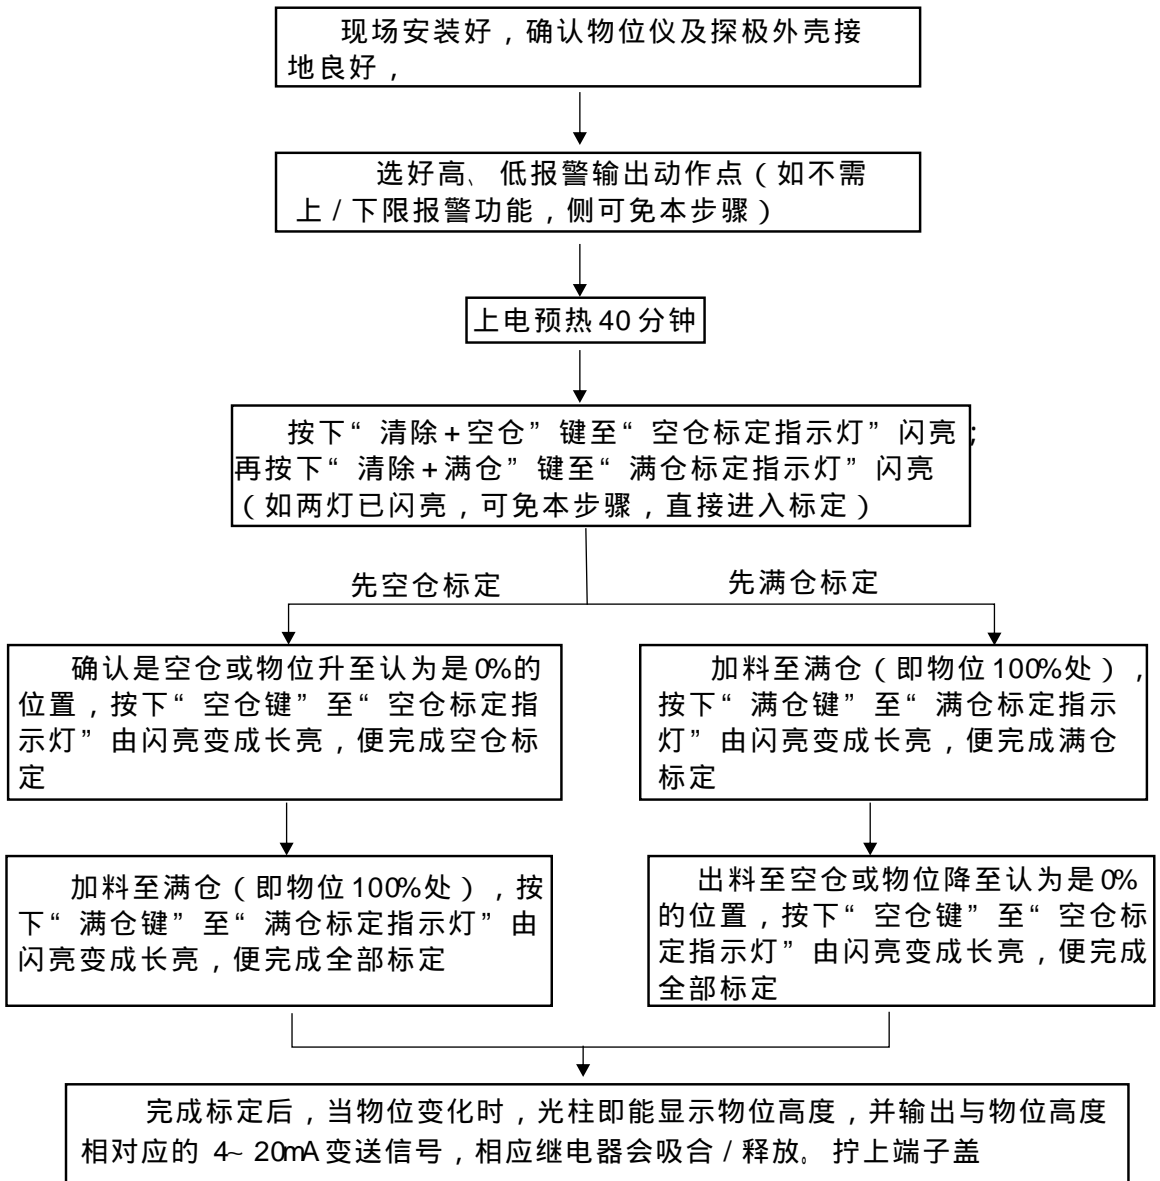 现场安装好，确认物位仪及探极外壳接
地良好，
选好高、低报警输出动作点（如不需
上/下限报警功能，侧可免本步骤）
上电预热40分钟
按下“清除+空仓”键至“空仓标定指示灯”闪亮；
再按下“清除+满仓”键至“满仓标定指示灯”闪亮
（如两灯已闪亮，可免本步骤，直接进入标定）
先空仓标定
先满仓标定
确认是空仓或物位升至认为是0%的
位置，按下“空仓键”至“空仓标定指
示灯”由闪亮变成长亮，便完成空仓标
定
加料至满仓（即物位100%处），
按下“满仓键”至“满仓标定指示
灯”由闪亮变成长亮，便完成满仓
标定
加料至满仓（即物位100%处），按
下“满仓键”至“满仓标定指示灯”由
闪亮变成长亮，便完成全部标定
出料至空仓或物位降至认为是0%
的位置，按下“空仓键”至“空仓标
定指示灯”由闪亮变成长亮，便完成
全部标定
完成标定后，当物位变化时，光柱即能显示物位高度，并输出与物位高度
相对应的 4~20mA变送信号，相应继电器会吸合/释放。拧上端子盖